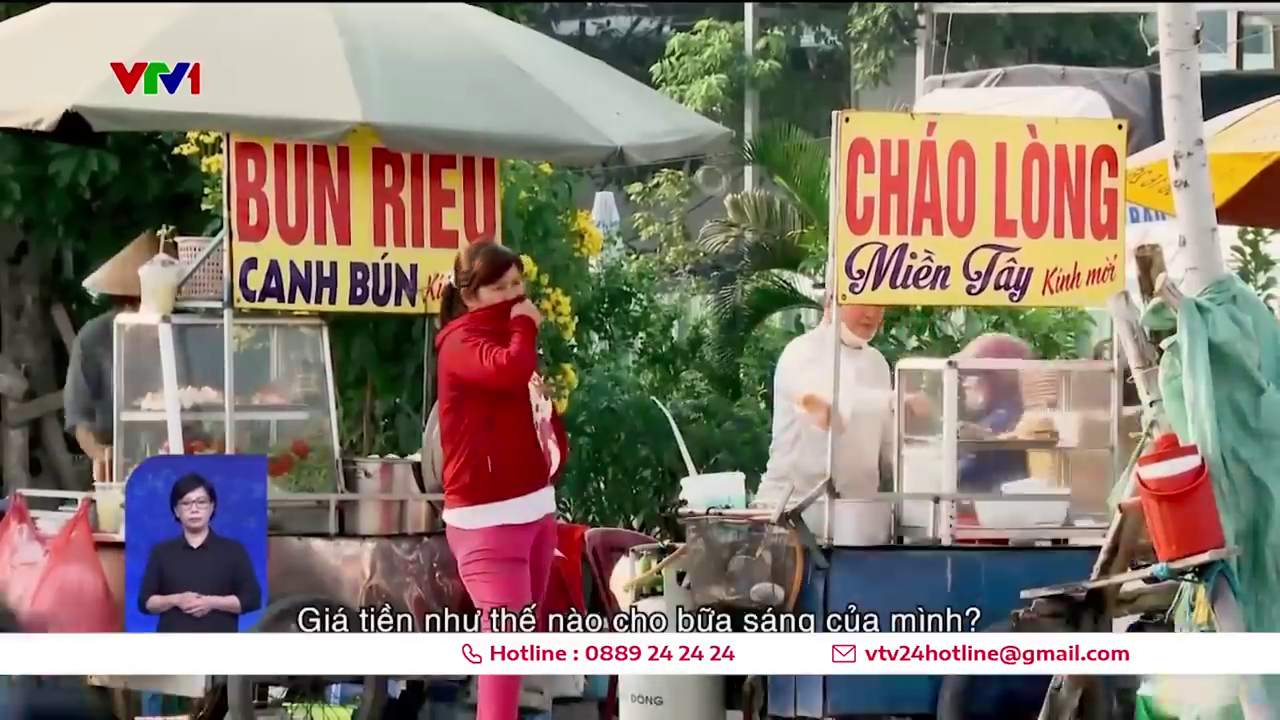 VTV1
BUN RIEU
CANH BÚN
CHÁO LÒNG
Miền Tây Kính mời
Giá tiền như thế nào cho bữa sáng của mình?
Hotline : 0889 24 24 24
vtv24hotline@gmail.com